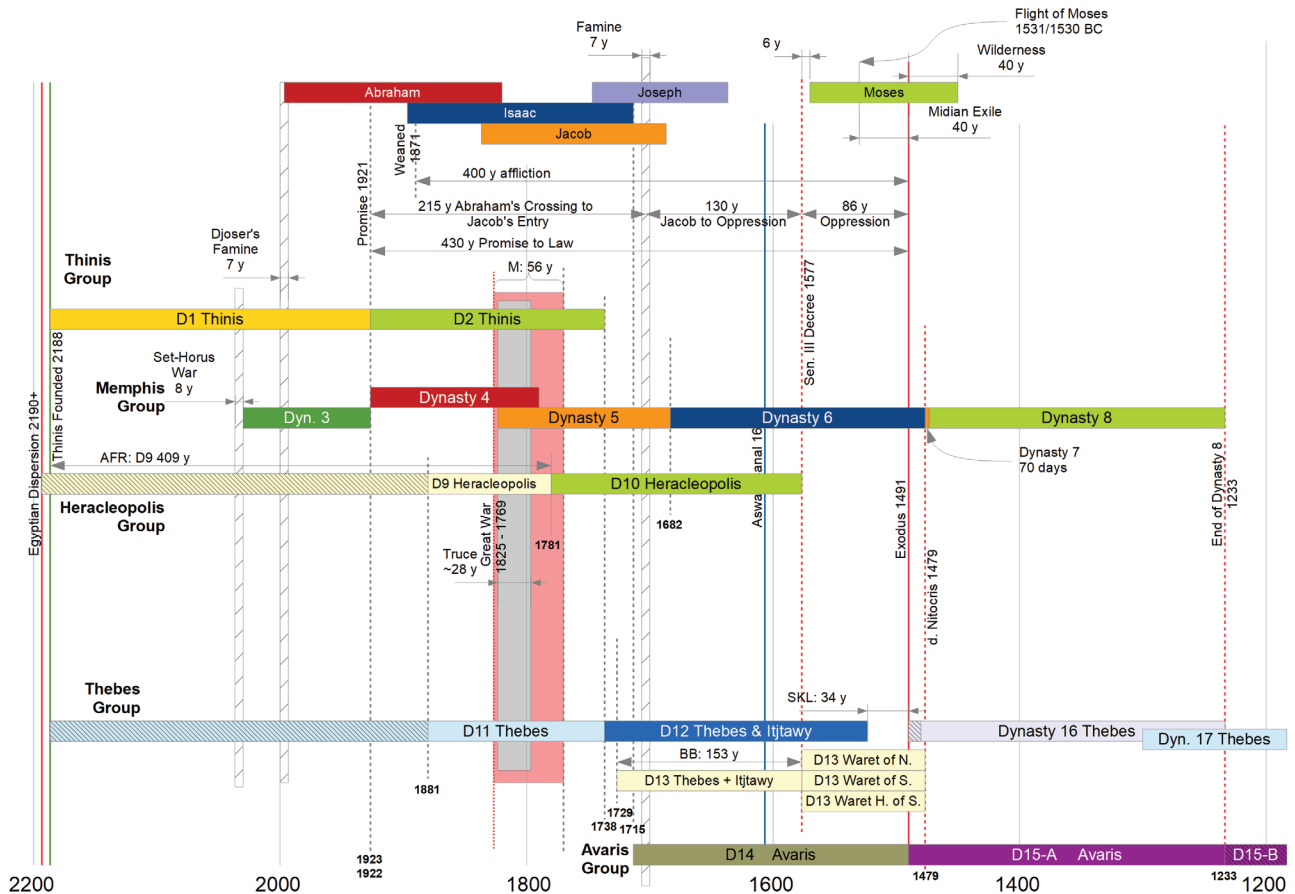 Flight of Moses
1531/1530 BC
Famine
7 y
6 y
Wilderness
40 y
Abraham
Joseph
Moses
Isaac
Midian Exile
40 y
Jacob
Weaned
1871
400 y affliction
Promise 1921
215 y Abraham's Crossing to
Jacob's Entry
130 y
Jacob to Oppression
86 y
Oppression
430 y Promise to Law
Djoser's
Famine
7 y
Thinis
Group
M: 56 y
Sen. III Decree 1577
D1 Thinis
D2 Thinis
Egyptian Dispersion 2190+
Thinis Founded 2188
Set-Horus
War
8 y
Memphis
Group
Dynasty 4
Dyn. 3
Dynasty 5
Dynasty 6
Dynasty 8
Dynasty 7
70 days
AFR: D9 409 y
Aswa
anal 16
D9 Heracleopolis
D10 Heracleopolis
Heracleopolis
Group
Great War
1825 - 1769
1781
1682
Exodus 1491
End of Dynasty 8
1233
Truce
~28 y
d. Nitocris 1479
Thebes
Group
SKL: 34 y
D11 Thebes
D12 Thebes & Itjtawy
Dynasty 16 Thebes
Dyn. 17 Thebes
BB: 153 y
D13 Waret of N.
D13 Thebes + Itjtawy
D13 Waret of S.
D13 Waret H. of S.
1881
1729
1738
1715
Avaris
Group
D14 Avaris
D15-A Avaris
D15-B
1923
1922
1479
1233
2200
2000
1800
1600
1400
1200